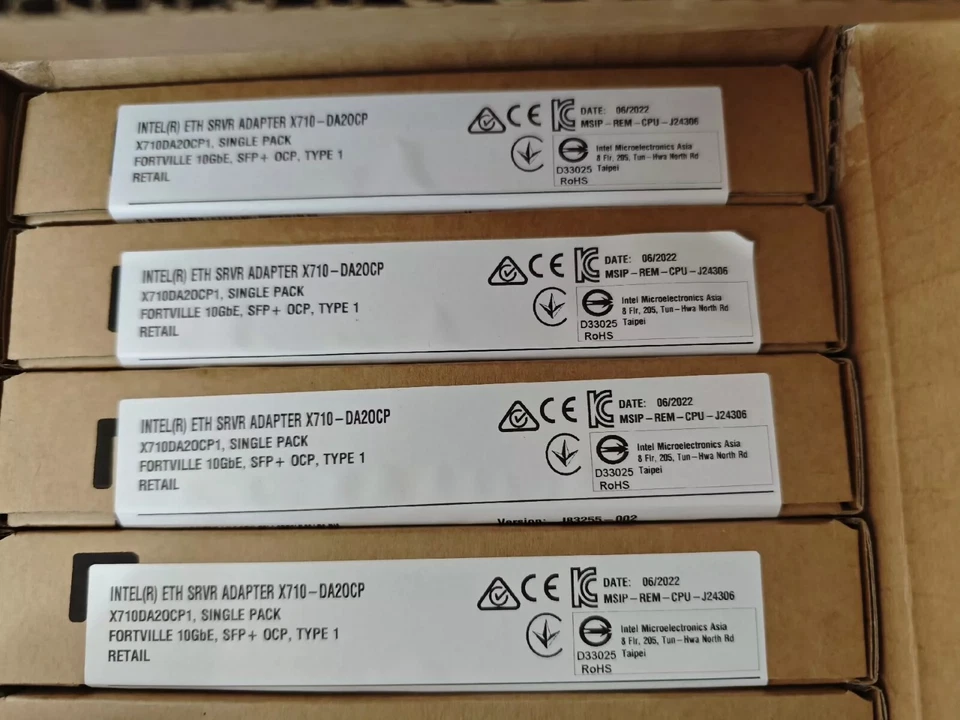 INTEL(R) ETH SRVR ADAPTER X710-DA2OCP
X710DA2OCP1, SINGLE PACK
FORTVILLE 10GbE, SFP+ OCP, TYPE 1
RETAIL
CE
DATE: 06/2022
MSIP-REM-CPU-J24306
D33025
RoHS
Intel Microelectronics Asia
8 Flr, 205, Tun-Hwa North Rd
Taipei
INTEL(R) ETH SRVR ADAPTER X710-DA2OCP
X710DA2OCP1, SINGLE PACK
FORTVILLE 10GbE, SFP+ OCP, TYPE 1
RETAIL
CE
DATE: 06/2022
MSIP-REM-CPU-J24306
D33025
RoHS
Intel Microelectronics Asia
8 Flr, 205, Tun-Hwa North Rd
Taipei
INTEL(R) ETH SRVR ADAPTER X710-DA2OCP
X710DA2OCP1, SINGLE PACK
FORTVILLE 10GbE, SFP+ OCP, TYPE 1
RETAIL
CE
DATE: 06/2022
MSIP-REM-CPU-J24306
D33025
RoHS
Intel Microelectronics Asia
8 Flr, 205, Tun-Hwa North Rd
Taipei
Version: J83255-002
INTEL(R) ETH SRVR ADAPTER X710-DA2OCP
X710DA2OCP1, SINGLE PACK
FORTVILLE 10GbE, SFP+ OCP, TYPE 1
RETAIL
CE
DATE: 06/2022
MSIP-REM-CPU-J24306
D33025
RoHS
Intel Microelectronics Asia
8 Flr, 205, Tun-Hwa North Rd
Taipei